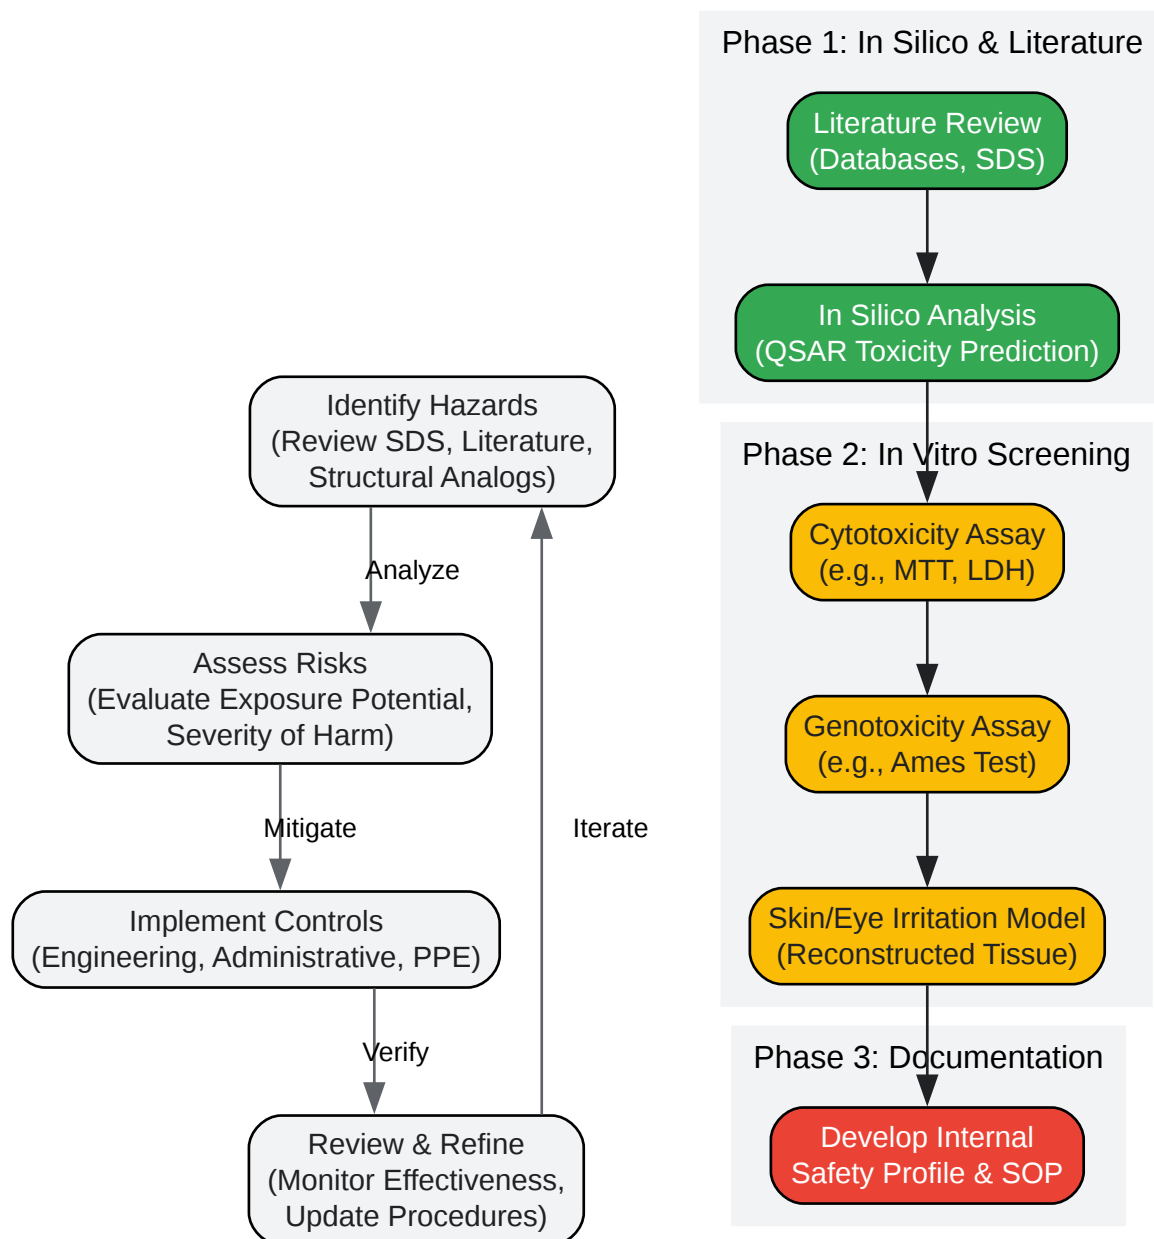 Phase 1: In Silico & Literature
Literature Review
(Databases, SDS)
In Silico Analysis
(QSAR Toxicity Prediction)
Phase 2: In Vitro Screening
Cytotoxicity Assay
(e.g., MTT, LDH)
Genotoxicity Assay
(e.g., Ames Test)
Skin/Eye Irritation Model
(Reconstructed Tissue)
Phase 3: Documentation
Develop Internal
Safety Profile & SOP
Identify Hazards
(Review SDS, Literature,
Structural Analogs)
Analyze
Assess Risks
(Evaluate Exposure Potential,
Severity of Harm)
Mitigate
Iterate
Implement Controls
(Engineering, Administrative, PPE)
Verify
Review & Refine
(Monitor Effectiveness,
Update Procedures)